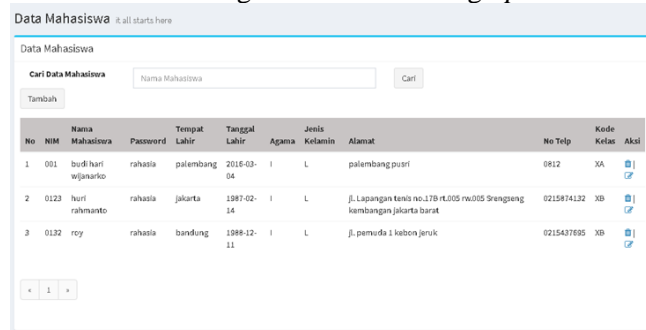 Data Mahasiswa it all starts here
Data Mahasiswa
Cari Data Mahasiswa Nama Mahasiswa Cari
Tambah
No NIM Nama Mahasiswa Password Tempat Lahir Tanggal Lahir Agama Jenis Kelamin Alamat No Telp Kode Kelas Aksi
1 001 budi hari wijanarko rahasia palembang 2016-03-04 I L palembang pusri 0812 XA |
2 0123 huri rahmanto rahasia jakarta 1987-02-14 I L jl. Lapangan tenis no.17B rt.005 rw.005 Srengseng kembangan jakarta barat 0215874132 XB |
3 0132 roy rahasia bandung 1988-12-11 I L jl. pemuda 1 kebon jeruk 0215437695 XB |
« 1 »